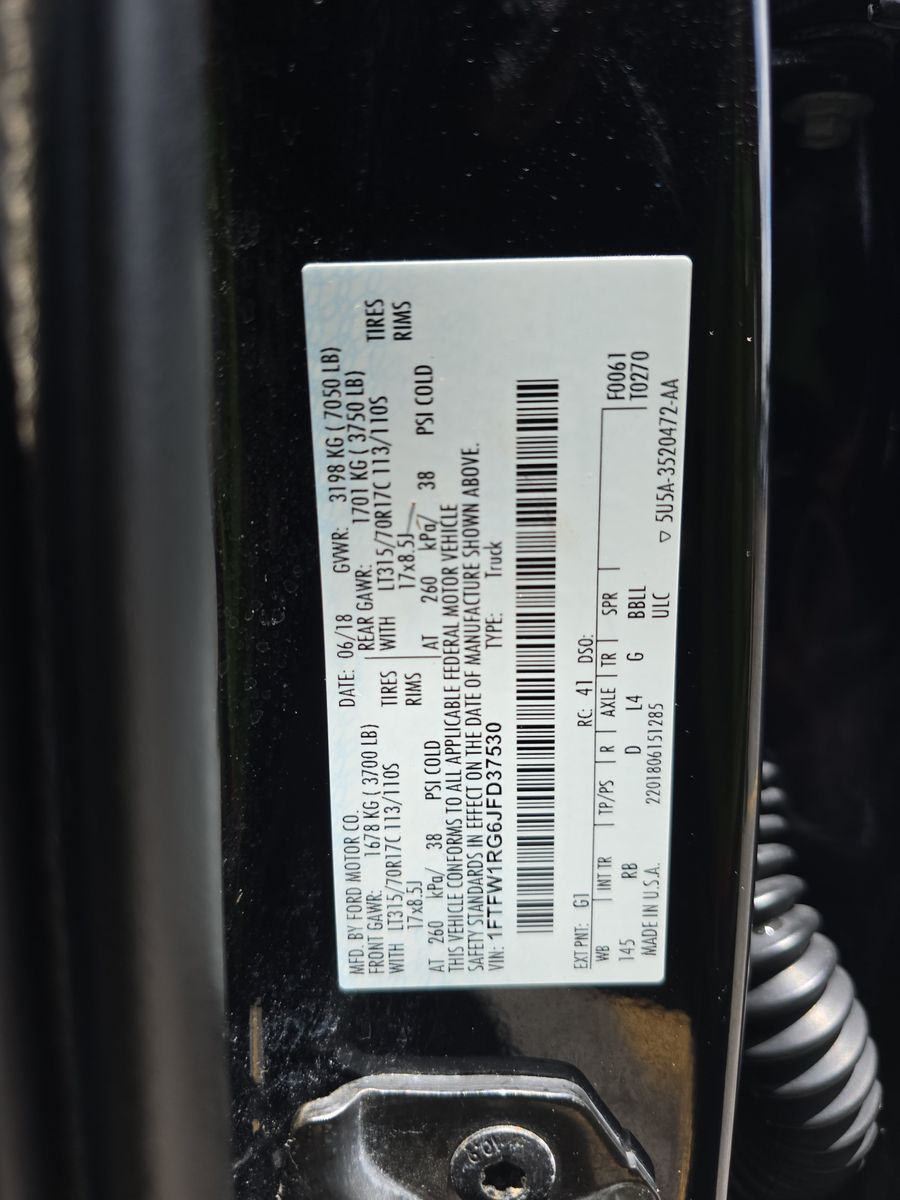 MFD. BY FORD MOTOR CO. DATE: 06/18 GVWR: 3198 KG ( 7050 LB)
FRONT GAWR: 1678 KG ( 3700 LB) REAR GAWR: 1701 KG ( 3750 LB)
WITH LT315/70R17C 113/110S TIRES WITH LT315/70R17C 113/110S TIRES
17x8.5J RIMS 17x8.5J RIMS
AT 260 kPa/ 38 PSI COLD AT 260 kPa/ 38 PSI COLD
THIS VEHICLE CONFORMS TO ALL APPLICABLE FEDERAL MOTOR VEHICLE
SAFETY STANDARDS IN EFFECT ON THE DATE OF MANUFACTURE SHOWN ABOVE.
VIN: 1FTFW1RG6JFD37530 TYPE: Truck
EXT PNT: G1 RC: 41 DSO: F0061
WB INT TR TP/PS R AXLE TR SPR T0270
145 RB D L4 G BBLL
MADE IN U.S.A. 2201806151285 ULC ▽ 5U5A-3520472-AA
10.9